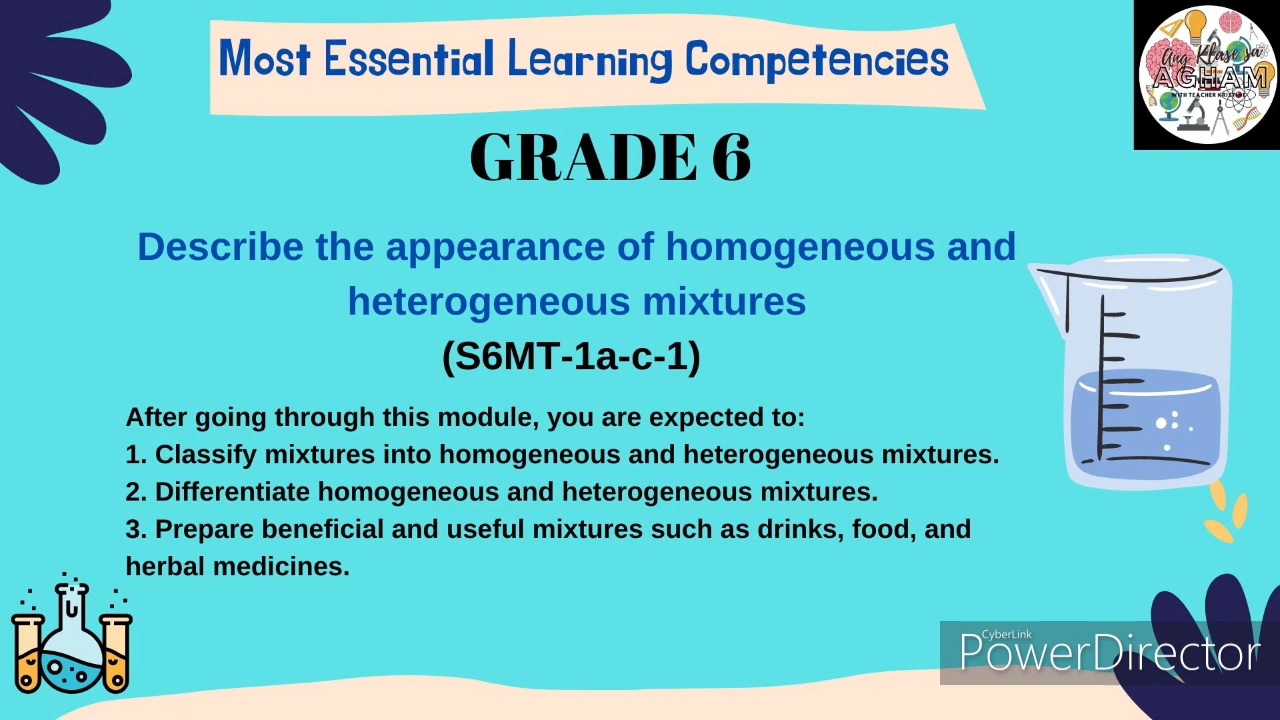 Most Essential Learning Competencies
Ang Klase sa
AGHAM
WITH TEACHER KRISTINE
GRADE 6
Describe the appearance of homogeneous and
heterogeneous mixtures
(S6MT-1a-c-1)
After going through this module, you are expected to:
1. Classify mixtures into homogeneous and heterogeneous mixtures.
2. Differentiate homogeneous and heterogeneous mixtures.
3. Prepare beneficial and useful mixtures such as drinks, food, and
herbal medicines.
CyberLink
PowerDirector